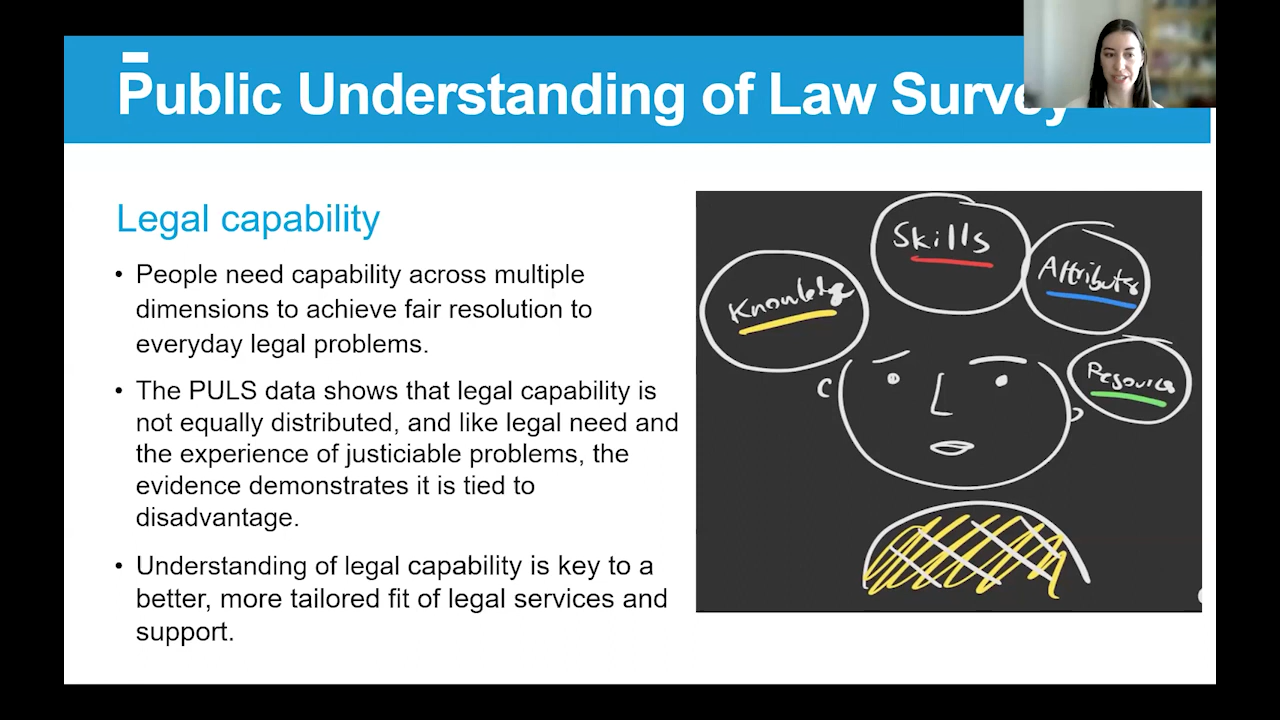 Public Understanding of Law Survey
Legal capability
• People need capability across multiple
dimensions to achieve fair resolution to
everyday legal problems.
• The PULS data shows that legal capability is
not equally distributed, and like legal need and
the experience of justiciable problems, the
evidence demonstrates it is tied to
disadvantage.
• Understanding of legal capability is key to a
better, more tailored fit of legal services and
support.
Skills
Attributes
Knowledge
Resources